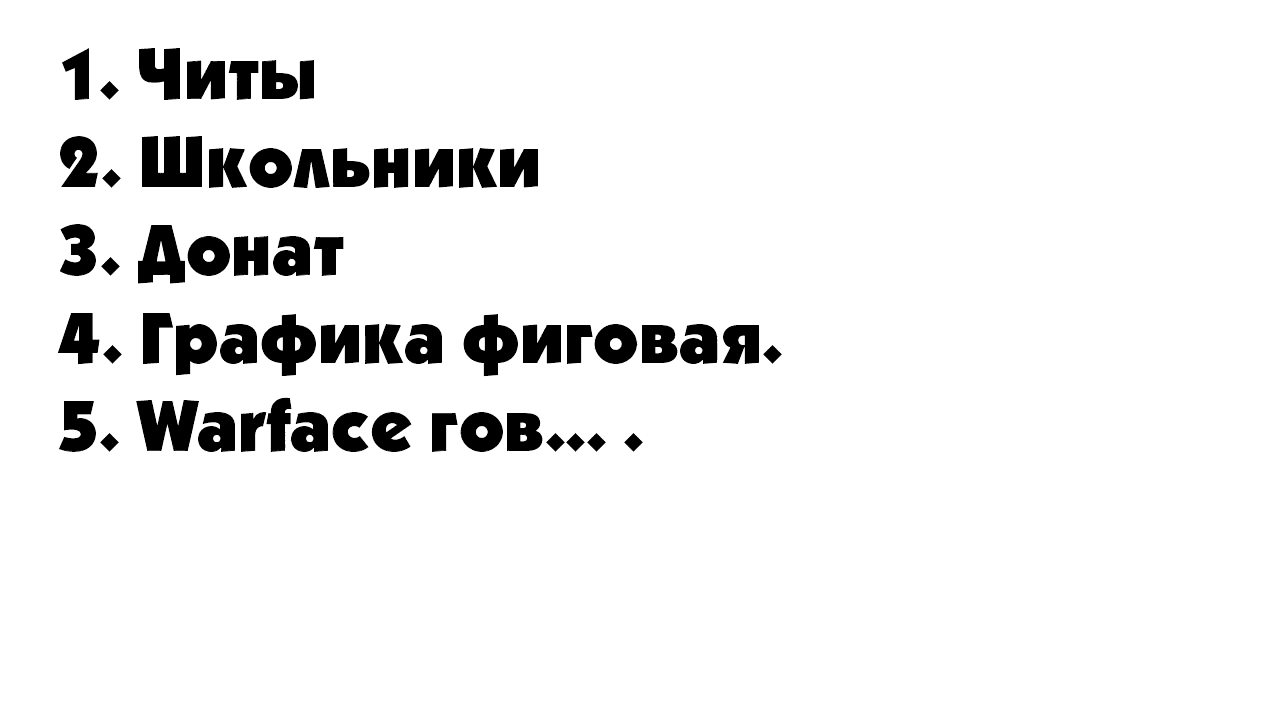 1. Читы
2. Школьники
3. Донат
4. Графика фиговая.
5. Warface гов... .